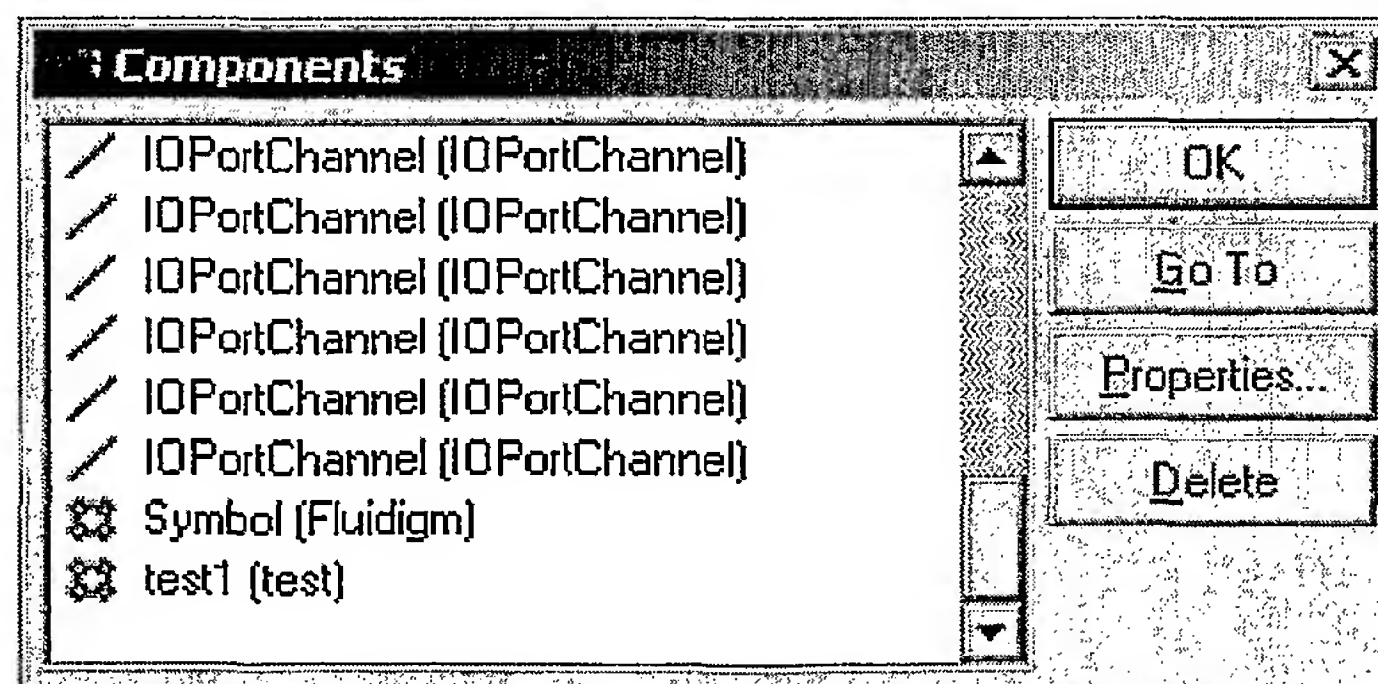 Components
IOPortChannel (IOPortChannel)
IOPortChannel (IOPortChannel)
IOPortChannel (IOPortChannel)
IOPortChannel (IOPortChannel)
IOPortChannel (IOPortChannel)
IOPortChannel (IOPortChannel)
Symbol (Fluidigm)
test1 (test)
OK
Go To
Properties...
Delete